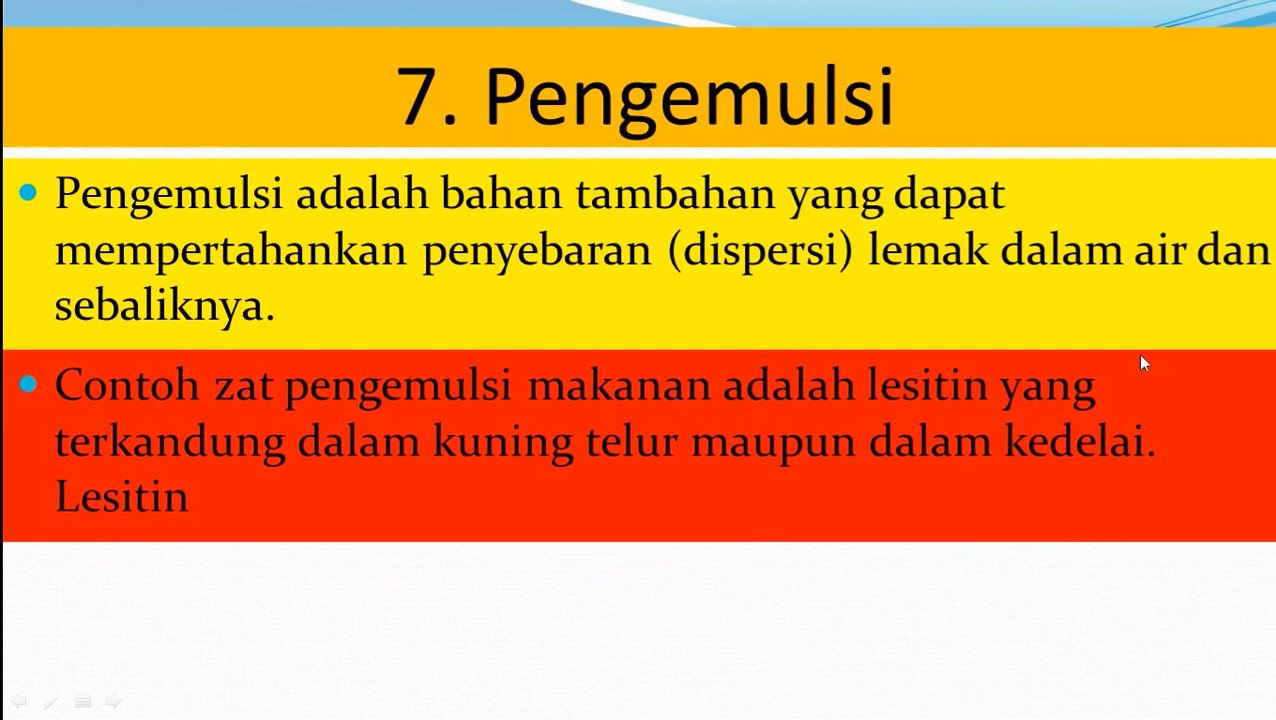 7. Pengemulsi
Pengemulsi adalah bahan tambahan yang dapat
mempertahankan penyebaran (dispersi) lemak dalam air dan
sebaliknya.
Contoh zat pengemulsi makanan adalah lesitin yang
terkandung dalam kuning telur maupun dalam kedelai.
Lesitin